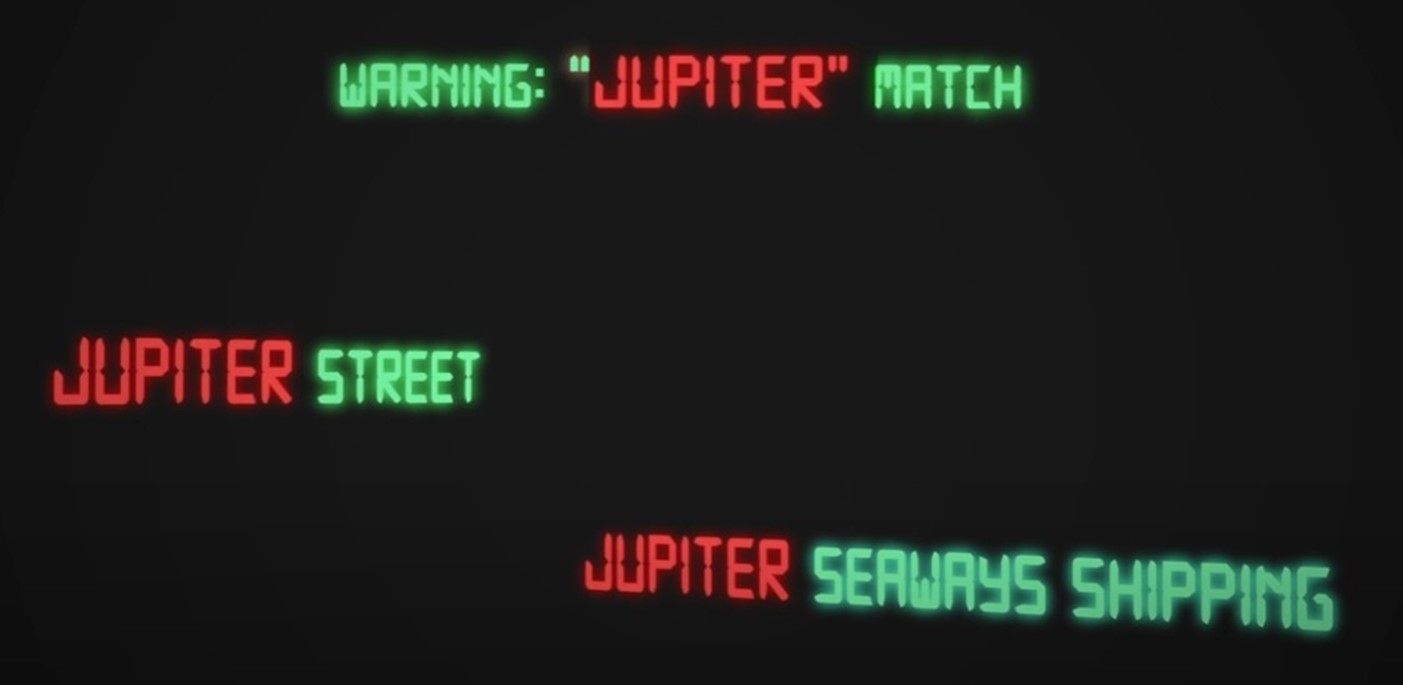 WARNING: "JUPITER" MATCH
JUPITER STREET
JUPITER SEAWAYS SHIPPING